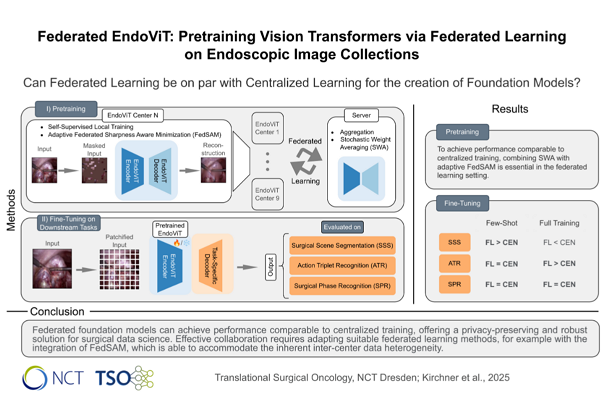 Federated EndoViT: Pretraining Vision Transformers via Federated Learning
on Endoscopic Image Collections
Can Federated Learning be on par with Centralized Learning for the creation of Foundation Models?
Methods
I) Pretraining
EndoViT Center N
• Self-Supervised Local Training
• Adaptive Federated Sharpness Aware Minimization (FedSAM)
Input
Masked
Input
EndoViT
Encoder
EndoViT
Decoder
Recon-
struction
EndoViT
Center 1
EndoViT
Center 9
Federated
Learning
Server
• Aggregation
• Stochastic Weight
Averaging (SWA)
II) Fine-Tuning on
Downstream Tasks
Input
Patchified
Input
Pretrained
EndoViT
EndoViT
Encoder
Task-Specific
Decoder
Output
Evaluated on
Surgical Scene Segmentation (SSS)
Action Triplet Recognition (ATR)
Surgical Phase Recognition (SPR)
Results
Pretraining
To achieve performance comparable to
centralized training, combining SWA with
adaptive FedSAM is essential in the federated
learning setting.
Fine-Tuning
Few-Shot Full Training
SSS FL > CEN FL < CEN
ATR FL = CEN FL > CEN
SPR FL = CEN FL = CEN
Conclusion
Federated foundation models can achieve performance comparable to centralized training, offering a privacy-preserving and robust
solution for surgical data science. Effective collaboration requires adapting suitable federated learning methods, for example with the
integration of FedSAM, which is able to accommodate the inherent inter-center data heterogeneity.
NCT TSO
Translational Surgical Oncology, NCT Dresden; Kirchner et al., 2025